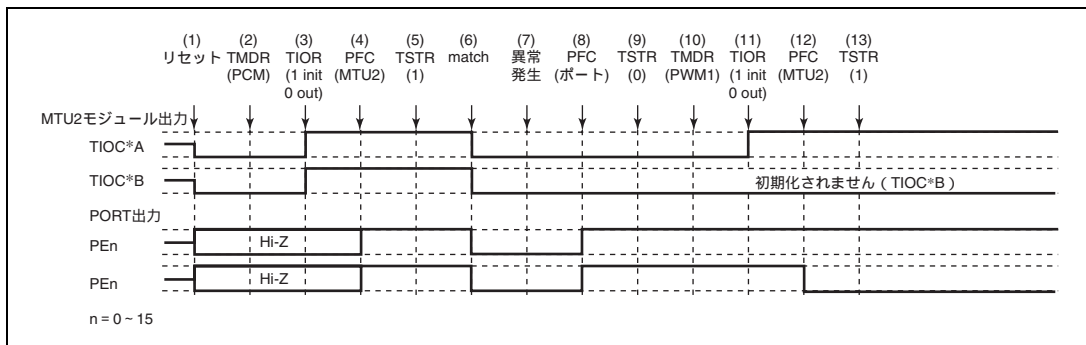 (1) (2) (3) (4) (5) (6) (7) (8) (9) (10) (11) (12) (13)
リセット TMDR TIOR PFC TSTR match 異常 PFC TSTR TMDR TIOR PFC TSTR
(PCM) (1 init (MTU2) (1) 発生 (ポート) (0) (PWM1) (1 init (MTU2) (1)
0 out) 0 out)
MTU2モジュール出力
TIOC*A
TIOC*B
初期化されません（TIOC*B）
PORT出力
PEn
Hi-Z
PEn
Hi-Z
n = 0 ~ 15